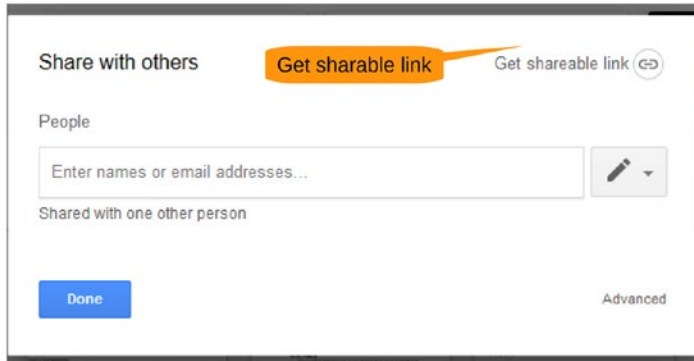 Share with others
Get sharable link
Get shareable link
People
Enter names or email addresses...
Shared with one other person
Done
Advanced